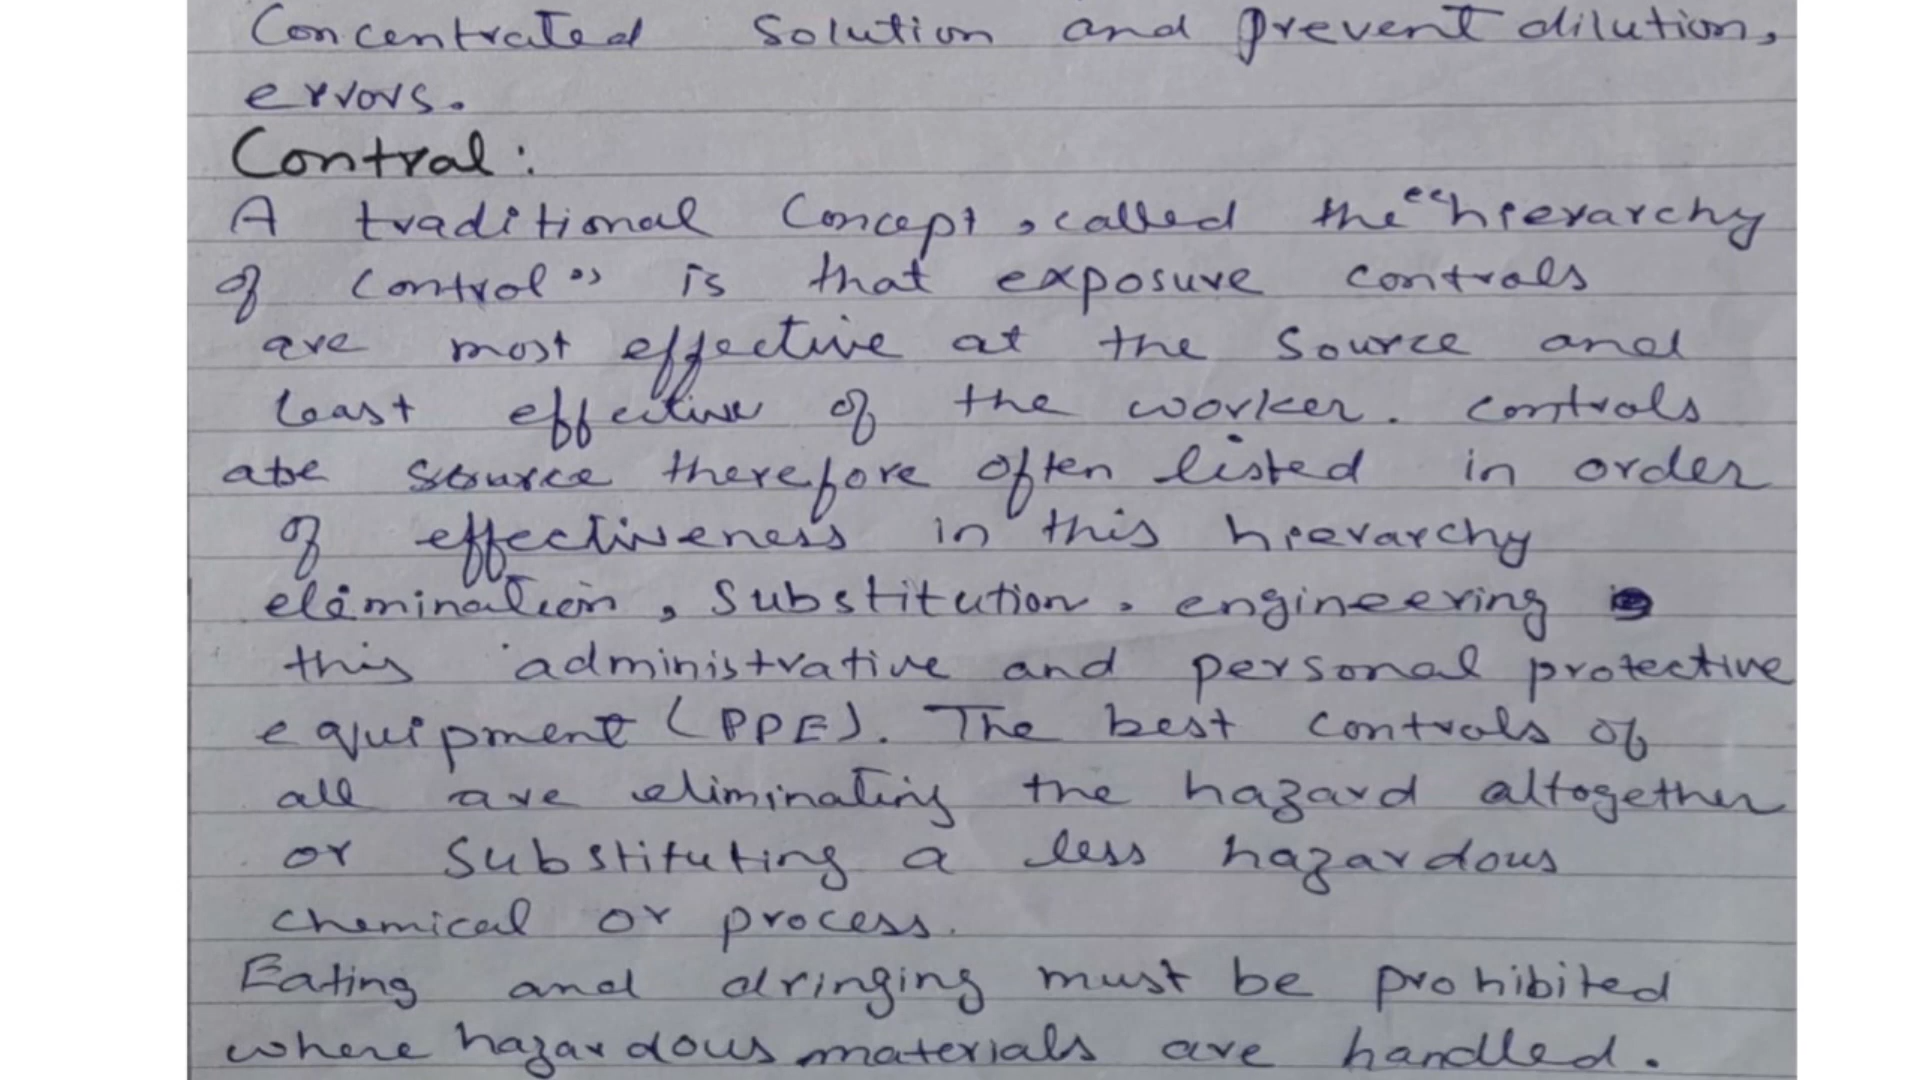 Concentrated solution and prevent dilution,
errors.
Contral:
A traditional concept, called the "hierarchy
of control" is that exposure controls
are most effective at the source and
least effective of the worker. controls
are source therefore often listed in order
of effectiveness in this hierarchy
elimination, substitution, engineering
this administrative and personal protective
equipment (PPE). The best controls of
all are eliminating the hazard altogether
or substituting a less hazardous
chemical or process.
Eating and dringing must be prohibited
where hazardous materials are handled.